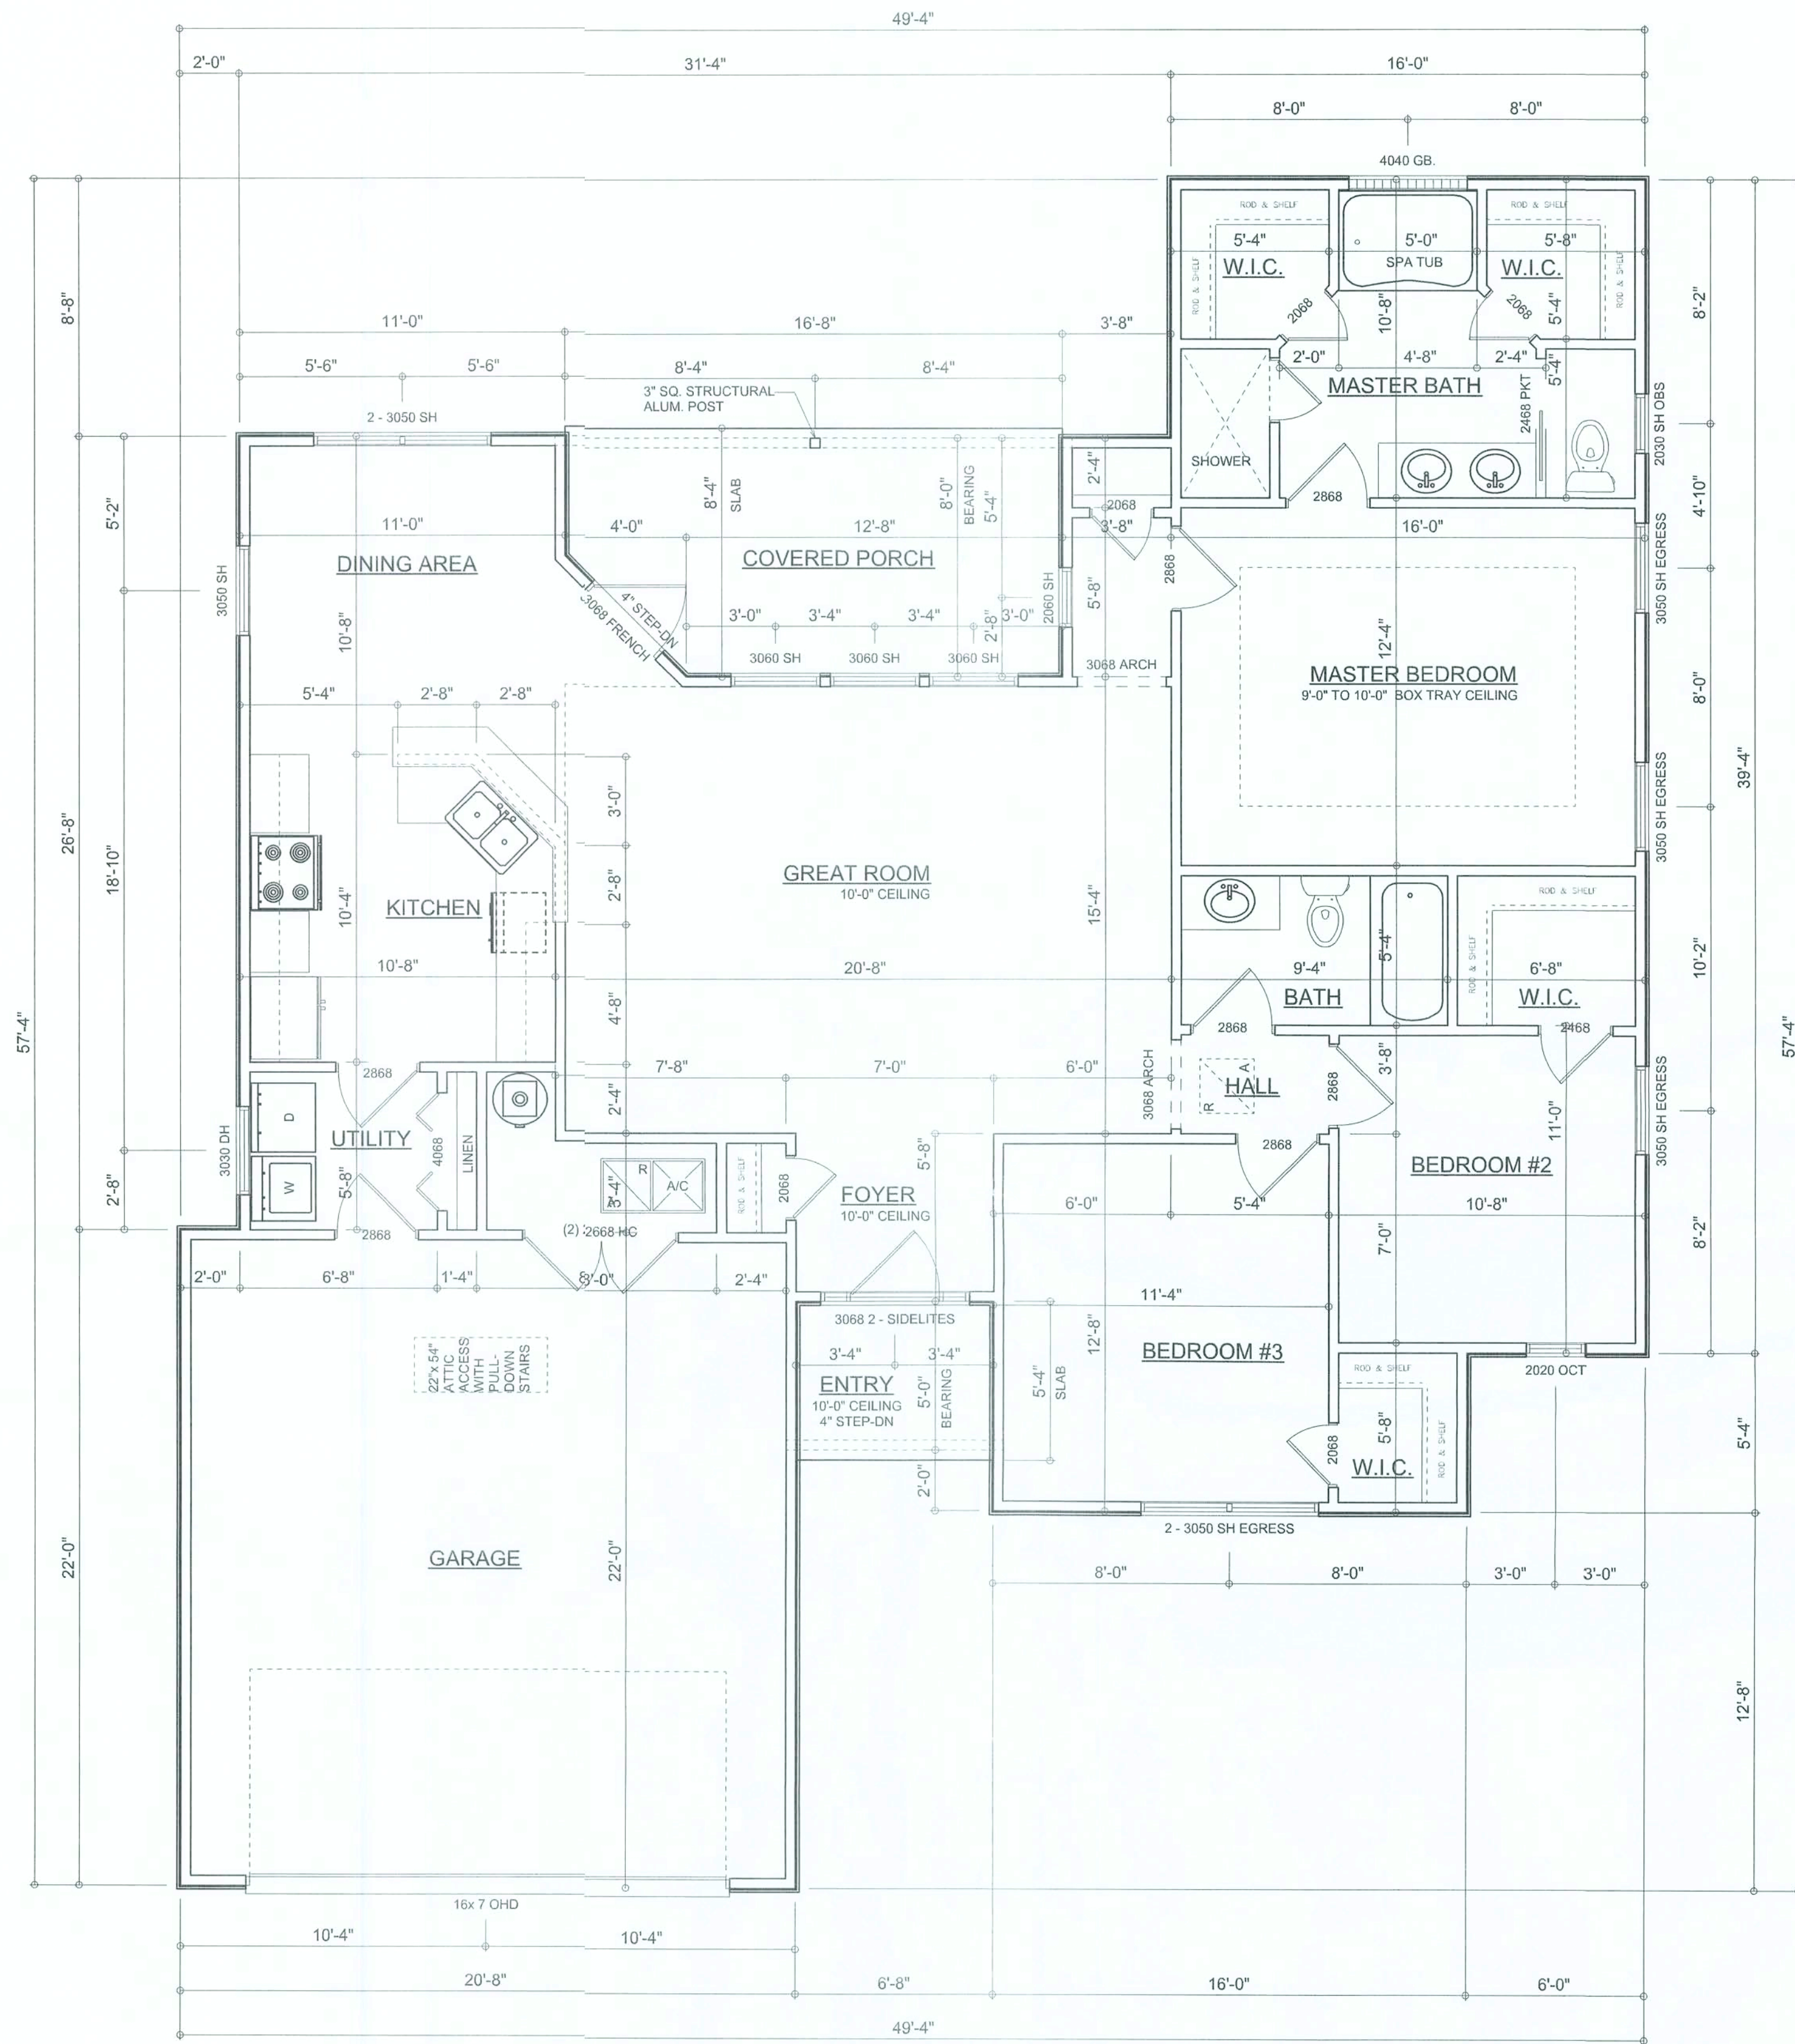 49'-4"
2'-0"
31'-4"
16'-0"
8'-0"
8'-0"
4040 GB.
ROD & SHELF
ROD & SHELF
5'-4"
5'-0"
5'-8"
W.I.C.
SPA TUB
W.I.C.
ROD & SHELF
ROD & SHELF
8'-8"
8'-2"
2068
10'-8"
2068
5'-4"
11'-0"
16'-8"
3'-8"
5'-6"
5'-6"
8'-4"
8'-4"
2'-0"
4'-8"
2'-4"
5'-4"
3" SQ. STRUCTURAL
ALUM. POST
MASTER BATH
2468 PKT
2030 SH OBS
2 - 3050 SH
SHOWER
2868
2'-4"
2068
8'-4"
SLAB
8'-0"
BEARING
5'-4"
5'-2"
4'-10"
11'-0"
4'-0"
12'-8"
3'-8"
16'-0"
DINING AREA
COVERED PORCH
2868
3050 SH EGRESS
3050 SH
3068 FRENCH
4" STEP-DN
2060 SH
5'-8"
10'-8"
3'-0"
3'-4"
3'-4"
2'-8"
3'-0"
12'-4"
3060 SH
3060 SH
3060 SH
3068 ARCH
MASTER BEDROOM
9'-0" TO 10'-0" BOX TRAY CEILING
8'-0"
5'-4"
2'-8"
2'-8"
39'-4"
3'-0"
3050 SH EGRESS
26'-8"
18'-10"
GREAT ROOM
10'-0" CEILING
2'-8"
KITCHEN
10'-4"
15'-4"
ROD & SHELF
ROD & SHELF
5'-4"
10'-2"
10'-8"
20'-8"
9'-4"
6'-8"
BATH
W.I.C.
4'-8"
2868
2468
57'-4"
57'-4"
7'-8"
7'-0"
6'-0"
3'-8"
2868
3068 ARCH
A
HALL
R
2868
11'-0"
3050 SH EGRESS
2'-4"
D
UTILITY
4068
LINEN
3030 DH
2868
BEDROOM #2
5'-8"
R
A/C
ROD & SHELF
2068
FOYER
10'-0" CEILING
W
5'-8"
2'-8"
6'-0"
5'-4"
10'-8"
2868
2668 HC
7'-0"
8'-2"
2'-0"
6'-8"
1'-4"
2'-4"
11'-4"
3068 2 - SIDELITES
12'-8"
BEDROOM #3
22"x 54"
ATTIC
ACCESS
WITH
PULL-
DOWN
STAIRS
3'-4"
3'-4"
ENTRY
10'-0" CEILING
4" STEP-DN
5'-0"
BEARING
5'-4"
SLAB
ROD & SHELF
2020 OCT
2068
5'-8"
ROD & SHELF
W.I.C.
5'-4"
2'-0"
2 - 3050 SH EGRESS
GARAGE
22'-0"
22'-0"
8'-0"
8'-0"
3'-0"
3'-0"
12'-8"
16x 7 OHD
10'-4"
10'-4"
20'-8"
6'-8"
16'-0"
6'-0"
49'-4"